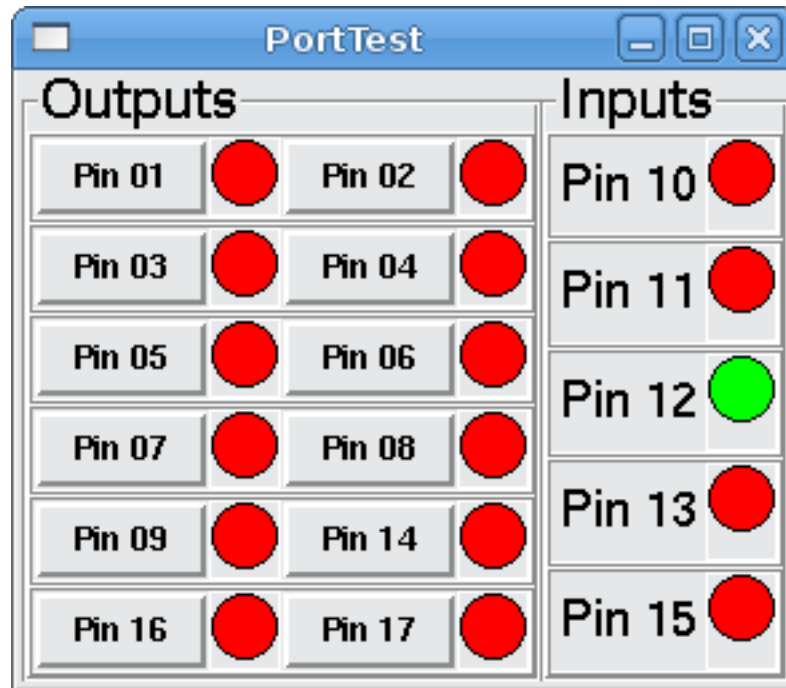 PortTest
Outputs
Inputs
Pin 01
Pin 02
Pin 03
Pin 04
Pin 05
Pin 06
Pin 07
Pin 08
Pin 09
Pin 14
Pin 16
Pin 17
Pin 10
Pin 11
Pin 12
Pin 13
Pin 15